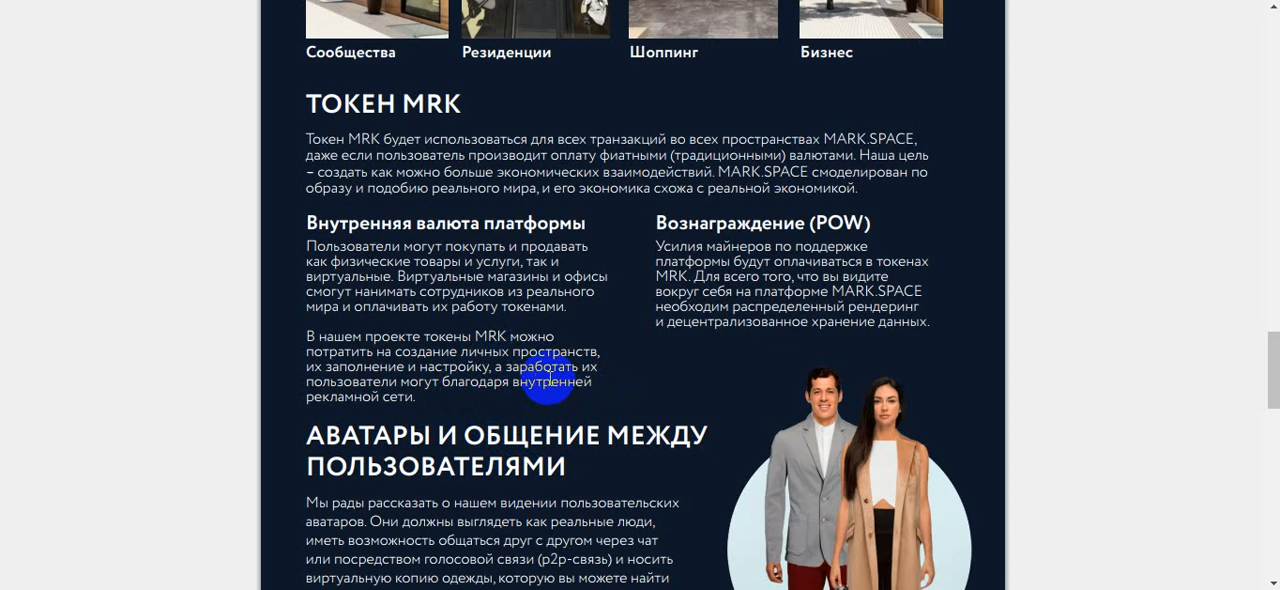 Сообщества
Резиденции
Шоппинг
Бизнес
ТОКЕН MRK
Токен MRK будет использоваться для всех транзакций во всех пространствах MARK.SPACE,
даже если пользователь производит оплату фиатными (традиционными) валютами. Наша цель
– создать как можно больше экономических взаимодействий. MARK.SPACE смоделирован по
образу и подобию реального мира, и его экономика схожа с реальной экономикой.
Внутренняя валюта платформы
Пользователи могут покупать и продавать
как физические товары и услуги, так и
виртуальные. Виртуальные магазины и офисы
смогут нанимать сотрудников из реального
мира и оплачивать их работу токенами.
В нашем проекте токены MRK можно
потратить на создание личных пространств,
их заполнение и настройку, а заработать их
пользователи могут благодаря внутренней
рекламной сети.
Вознаграждение (POW)
Усилия майнеров по поддержке
платформы будут оплачиваться в токенах
MRK. Для всего того, что вы видите
вокруг себя на платформе MARK.SPACE
необходим распределенный рендеринг
и децентрализованное хранение данных.
АВАТАРЫ И ОБЩЕНИЕ МЕЖДУ
ПОЛЬЗОВАТЕЛЯМИ
Мы рады рассказать о нашем видении пользовательских
аватаров. Они должны выглядеть как реальные люди,
иметь возможность общаться друг с другом через чат
или посредством голосовой связи (p2p-связь) и носить
виртуальную копию одежды, которую вы можете найти